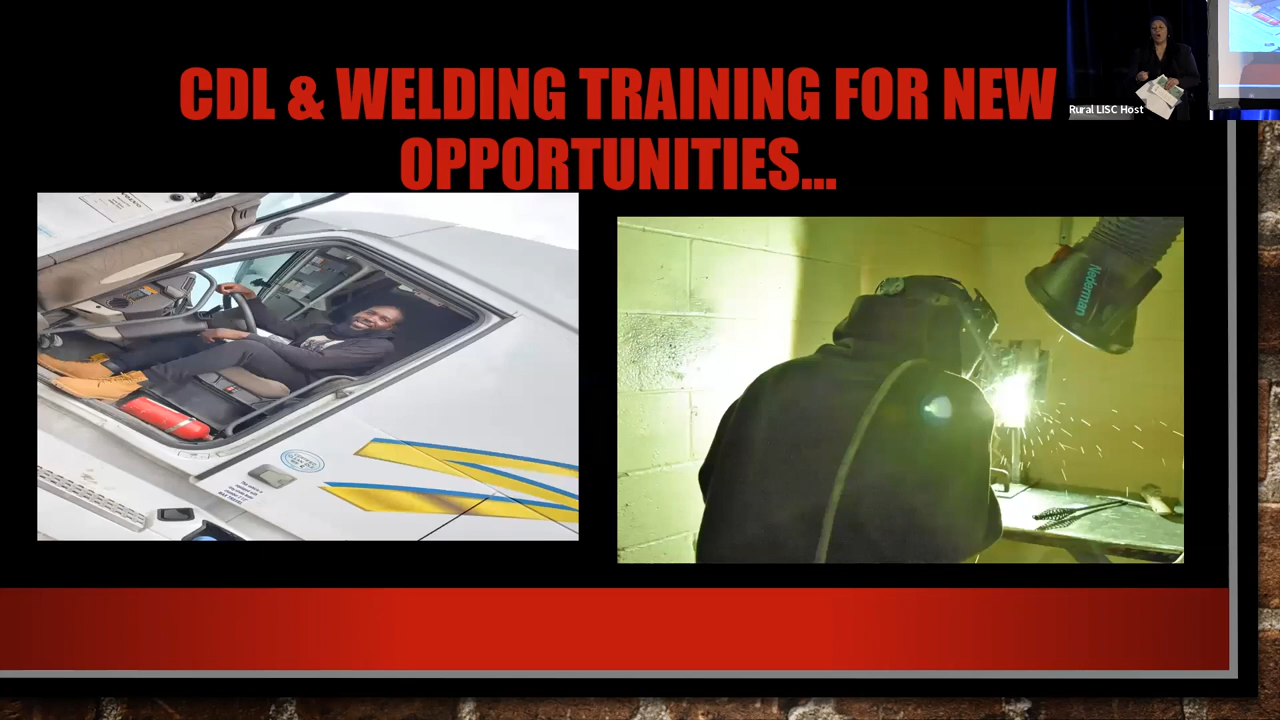 CDL & WELDING TRAINING FOR NEW
OPPORTUNITIES...
Rural LISC Host
Nederman